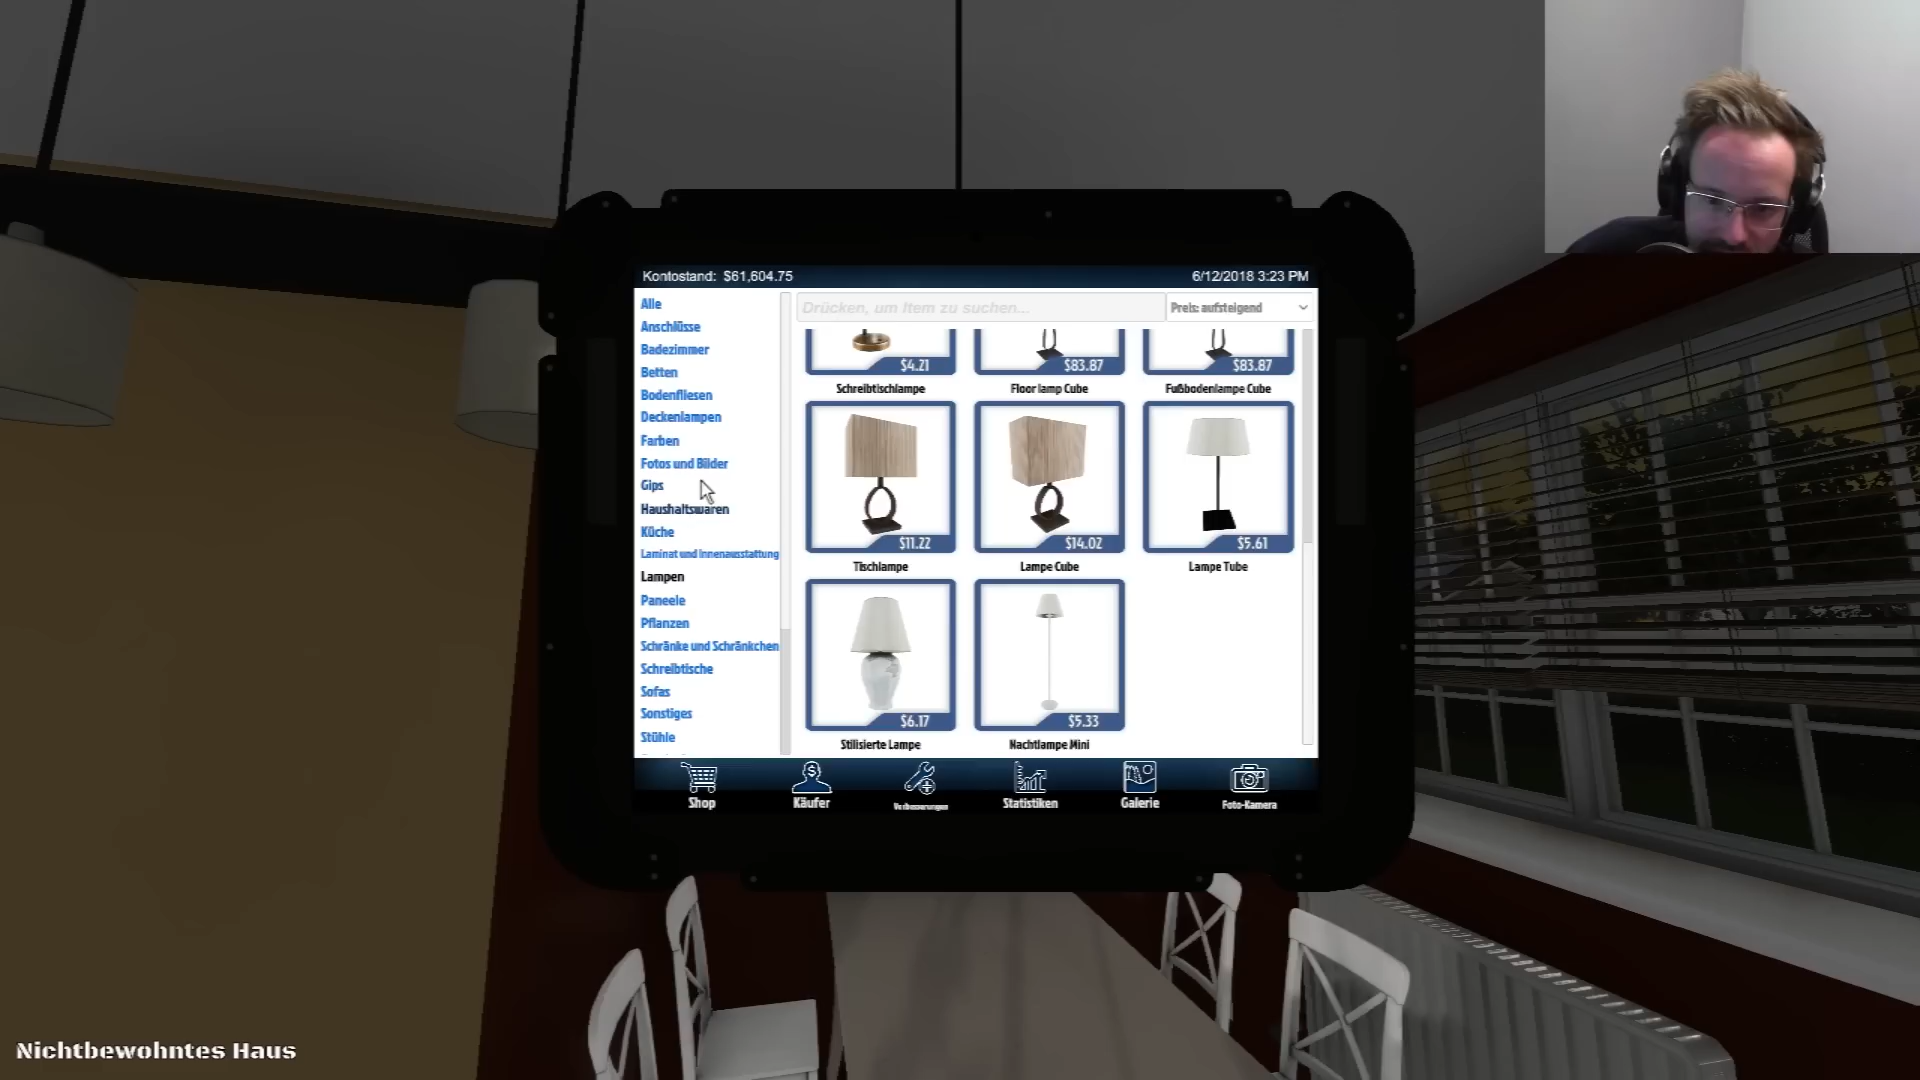 Kontostand: $61,604.75
6/12/2018 3:23 PM
Alle
Anschlüsse
Badezimmer
Betten
Bodenfliesen
Deckenlampen
Farben
Fotos und Bilder
Gips
Haushaltswaren
Küche
Laminat und Innenausstattung
Lampen
Paneele
Pflanzen
Schränke und Schränkchen
Schreibtische
Sofas
Sonstiges
Stühle
Drücken, um Item zu suchen...
Preis: aufsteigend
$4.21
$83.87
$83.87
Schreibtischlampe
Floor lamp Cube
Fußbodenlampe Cube
$11.22
$14.02
$5.61
Tischlampe
Lampe Cube
Lampe Tube
$6.17
$5.33
Stilisierte Lampe
Nachtlampe Mini
Shop
Käufer
Verbesserungen
Statistiken
Galerie
Foto-Kamera
Nichtbewohntes Haus